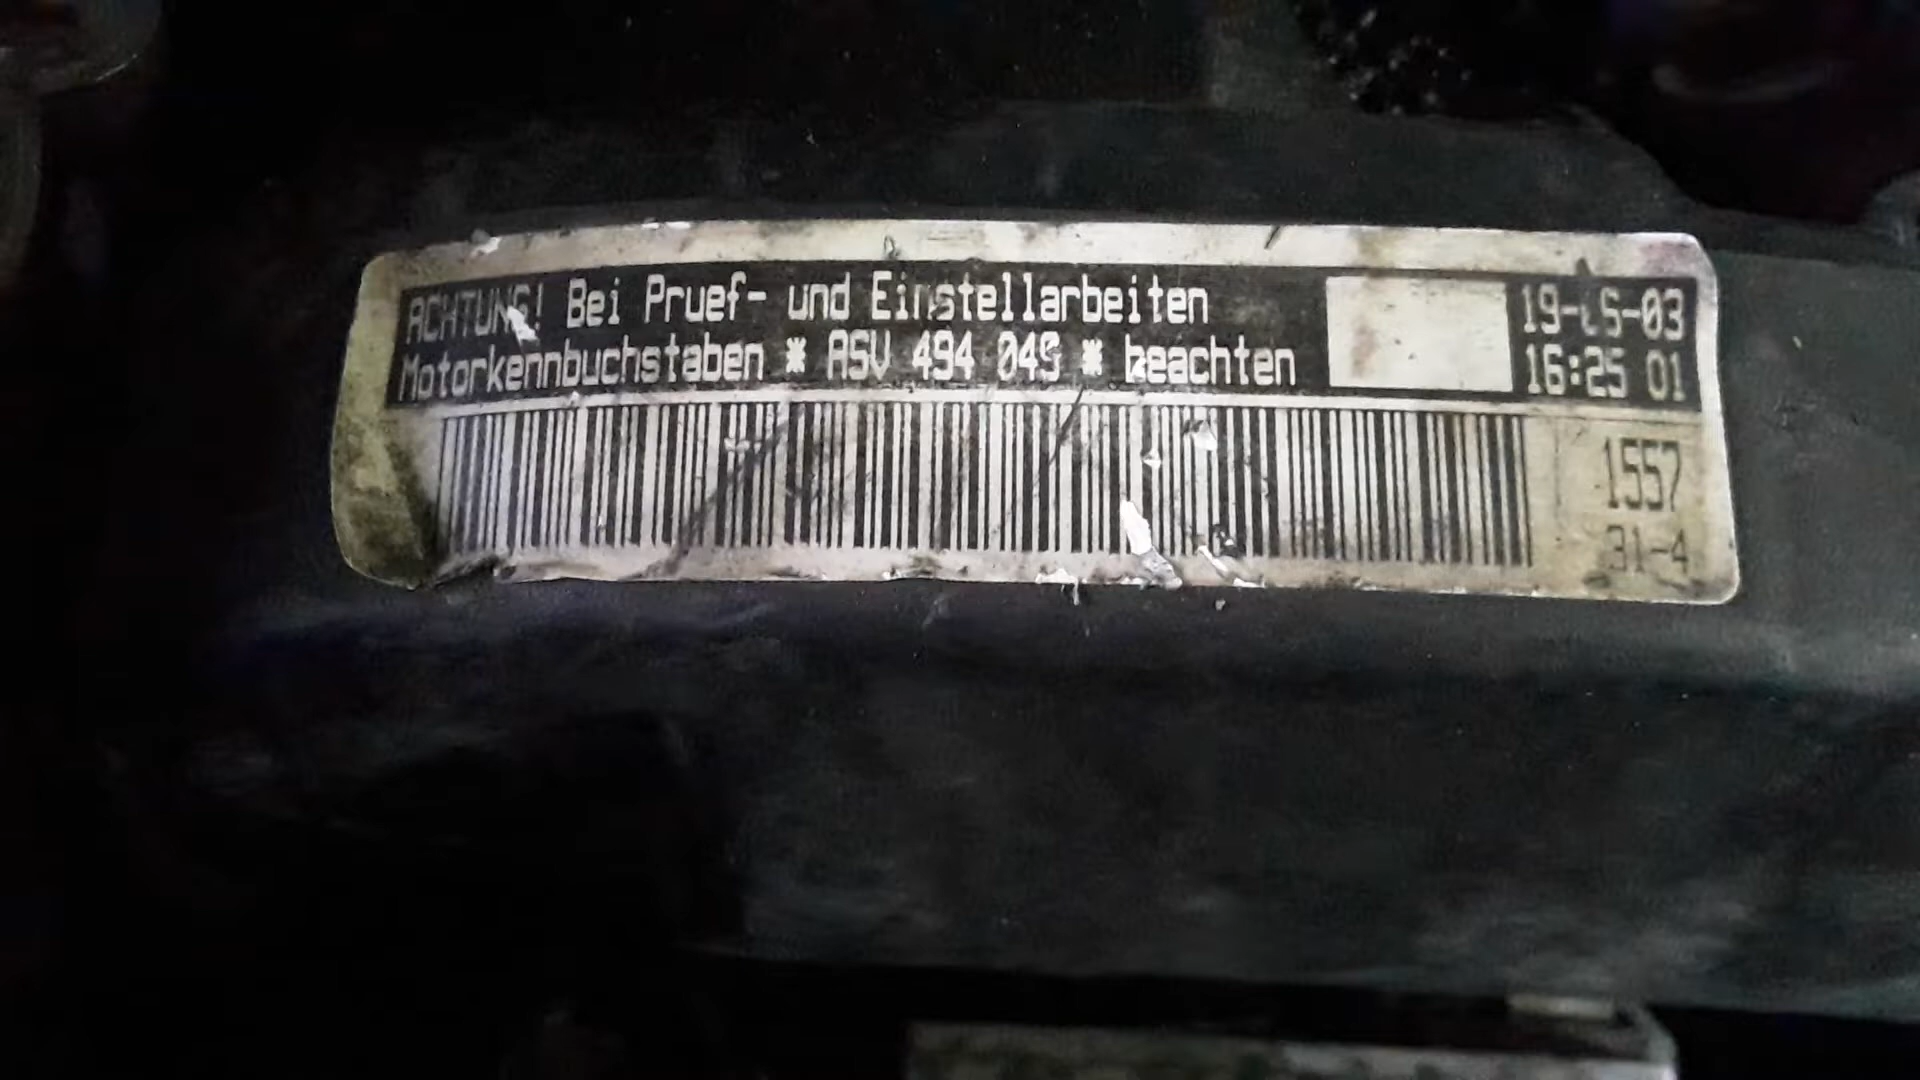 ACHTUNG! Bei Pruef- und Einstellarbeiten
Motorkennbuchstaben * ASV 494 049 * beachten
16:25 01
1557
31-4